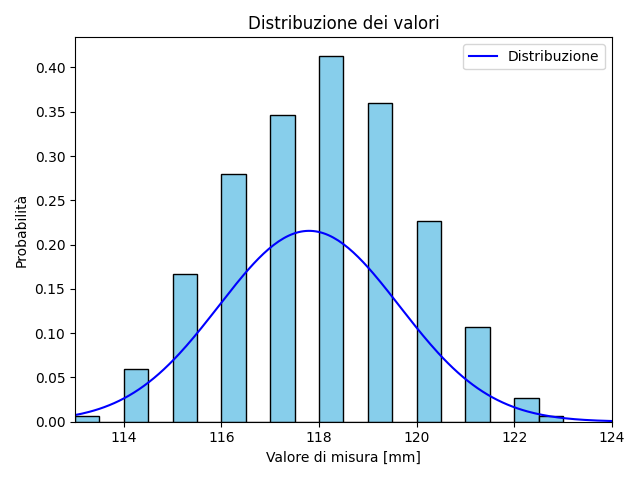 Distribuzione dei valori
Distribuzione
Probabilità
0.40
0.35
0.30
0.25
0.20
0.15
0.10
0.05
0.00
114 116 118 120 122 124
Valore di misura [mm]